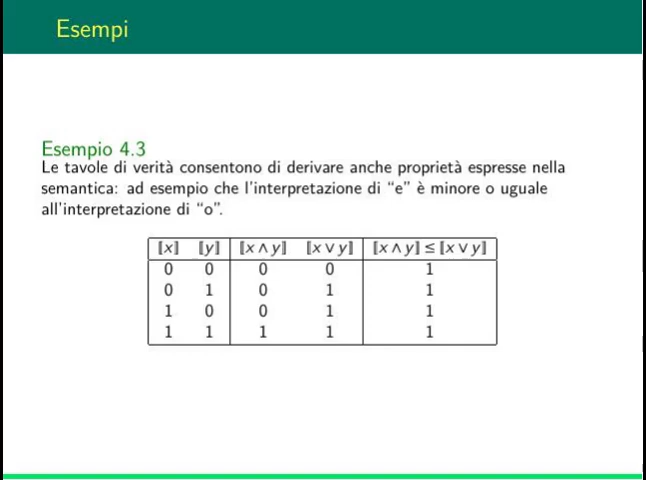 Esempi
Esempio 4.3
Le tavole di verità consentono di derivare anche proprietà espresse nella
semantica: ad esempio che l'interpretazione di “e” è minore o uguale
all'interpretazione di “o”.
⟦x⟧ ⟦y⟧ ⟦x ∧ y⟧ ⟦x ∨ y⟧ ⟦x ∧ y⟧ ≤ ⟦x ∨ y⟧
0 0 0 0 1
0 1 0 1 1
1 0 0 1 1
1 1 1 1 1